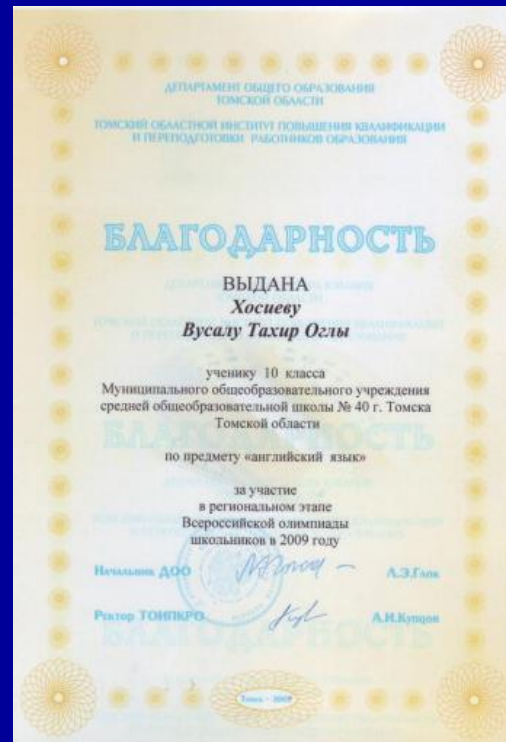 ДЕПАРТАМЕНТ ОБЩЕГО ОБРАЗОВАНИЯ
ТОМСКОЙ ОБЛАСТИ
ТОМСКИЙ ОБЛАСТНОЙ ИНСТИТУТ ПОВЫШЕНИЯ КВАЛИФИКАЦИИ
И ПЕРЕПОДГОТОВКИ РАБОТНИКОВ ОБРАЗОВАНИЯ
БЛАГОДАРНОСТЬ
ВЫДАНА
Хосиеву
Вусалу Тахир Оглы
ученику 10 класса
Муниципального общеобразовательного учреждения
средней общеобразовательной школы № 40 г. Томска
Томской области
по предмету «английский язык»
за участие
в региональном этапе
Всероссийской олимпиады
школьников в 2009 году
Начальник ДОО А.Э.Глок
Ректор ТОИПКРО А.Н.Купцов
Томск - 2009